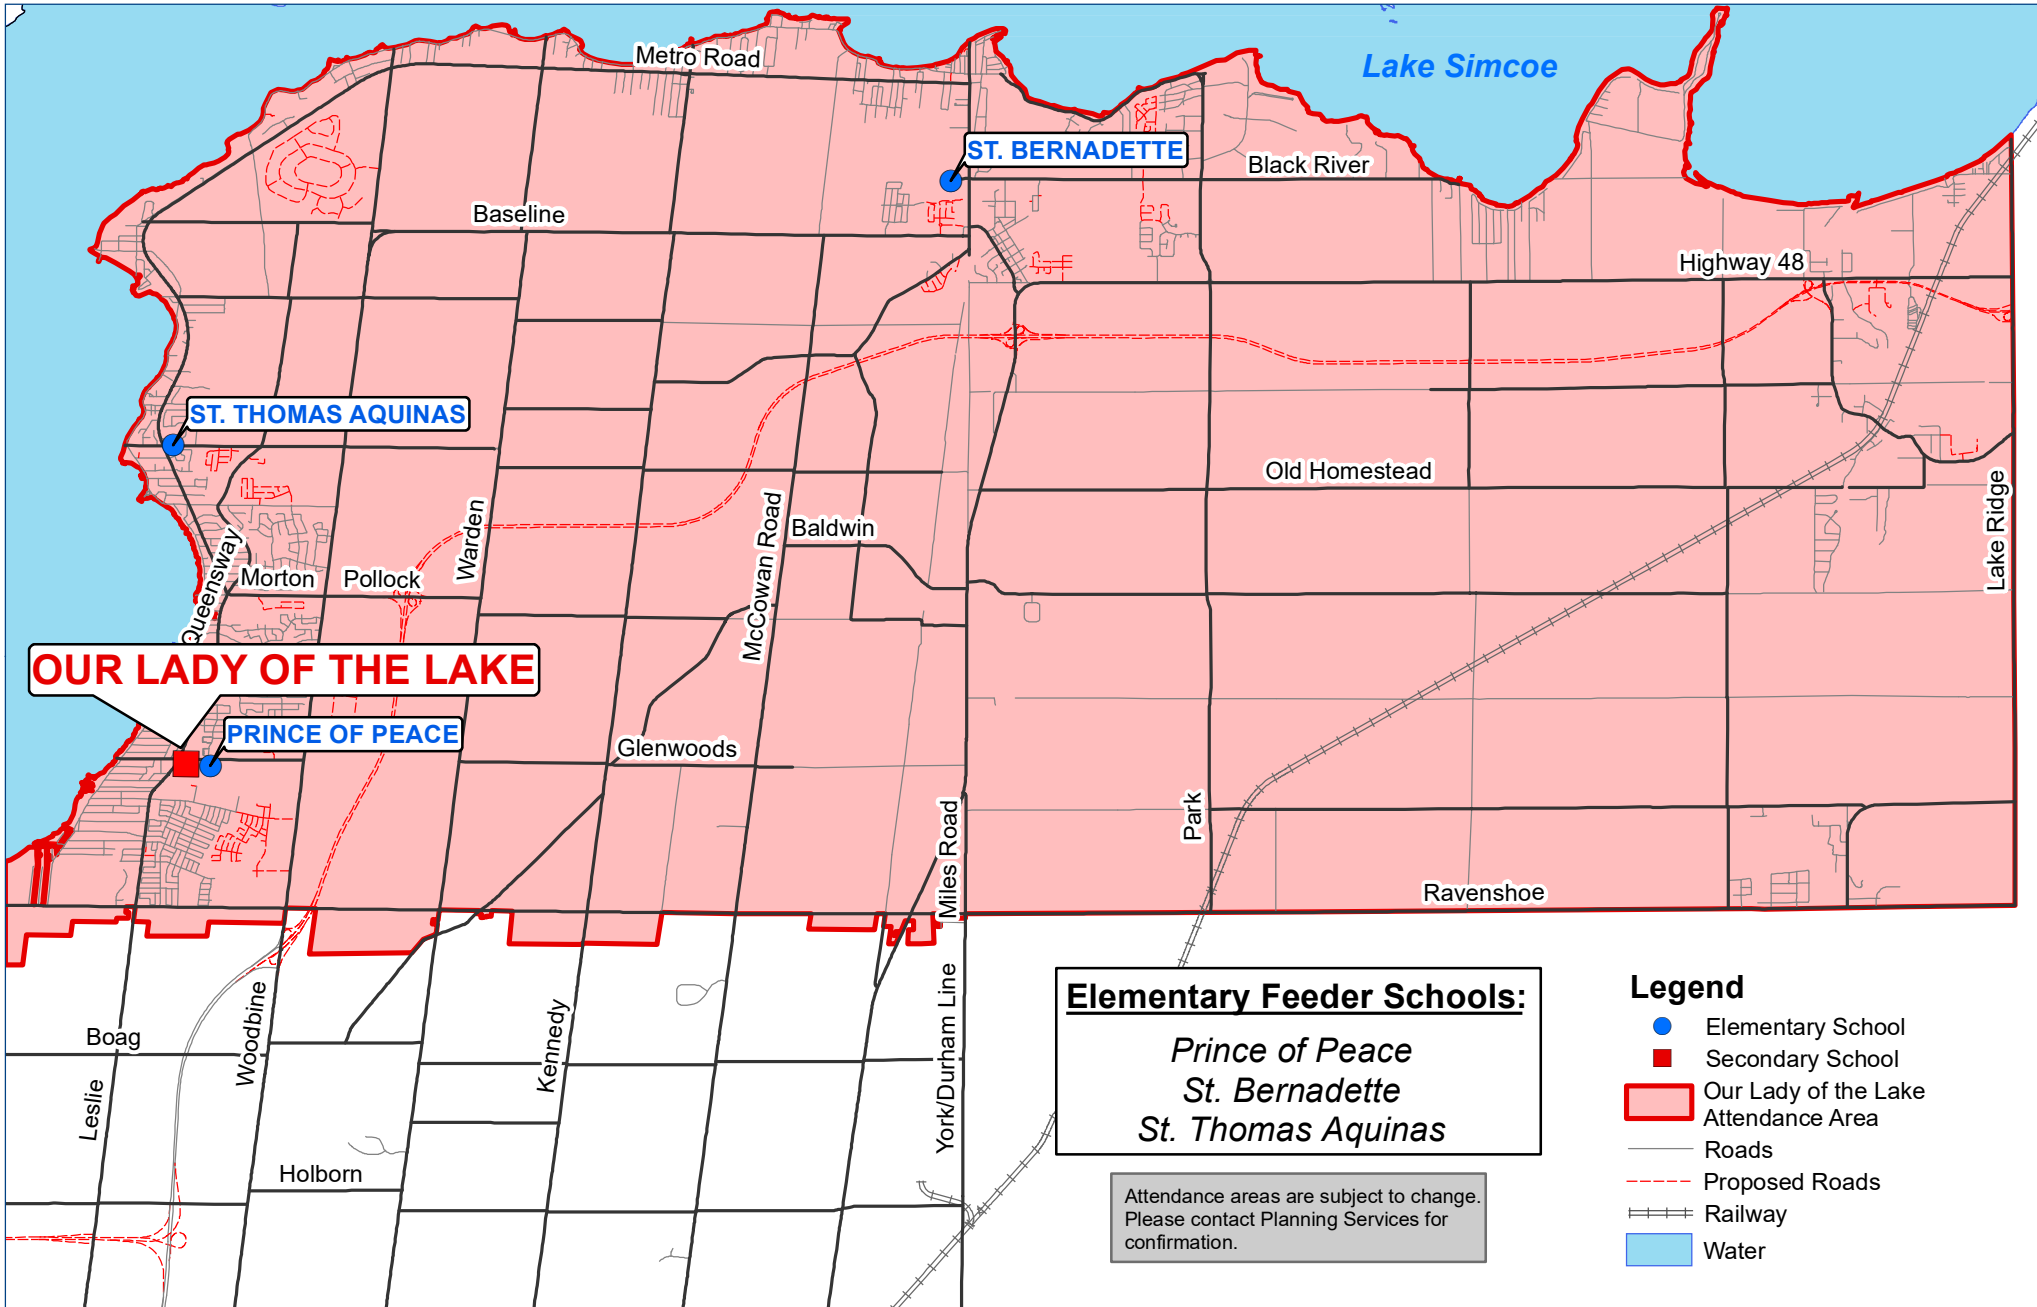 Metro Road
Lake Simcoe
ST. BERNADETTE
Black River
Baseline
Highway 48
ST. THOMAS AQUINAS
Old Homestead
Warden
McCowan Road
Baldwin
Lake Ridge
Queensway
Morton
Pollock
OUR LADY OF THE LAKE
PRINCE OF PEACE
Glenwoods
Park
Miles Road
Ravenshoe
Boag
Woodbine
Kennedy
York/Durham Line
Leslie
Holborn
Elementary Feeder Schools:
Prince of Peace
St. Bernadette
St. Thomas Aquinas
Attendance areas are subject to change.
Please contact Planning Services for
confirmation.
Legend
Elementary School
Secondary School
Our Lady of the Lake
Attendance Area
Roads
Proposed Roads
Railway
Water